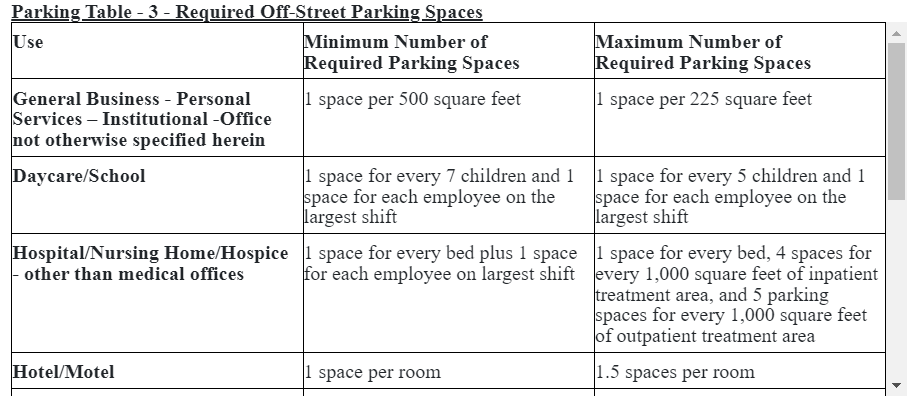 Parking Table - 3 - Required Off-Street Parking Spaces
Use
Minimum Number of
Required Parking Spaces
Maximum Number of
Required Parking Spaces
General Business - Personal
Services – Institutional -Office
not otherwise specified herein
1 space per 500 square feet
1 space per 225 square feet
Daycare/School
1 space for every 7 children and 1
space for each employee on the
largest shift
1 space for every 5 children and 1
space for each employee on the
largest shift
Hospital/Nursing Home/Hospice
- other than medical offices
1 space for every bed plus 1 space
for each employee on largest shift
1 space for every bed, 4 spaces for
every 1,000 square feet of inpatient
treatment area, and 5 parking
spaces for every 1,000 square feet
of outpatient treatment area
Hotel/Motel
1 space per room
1.5 spaces per room